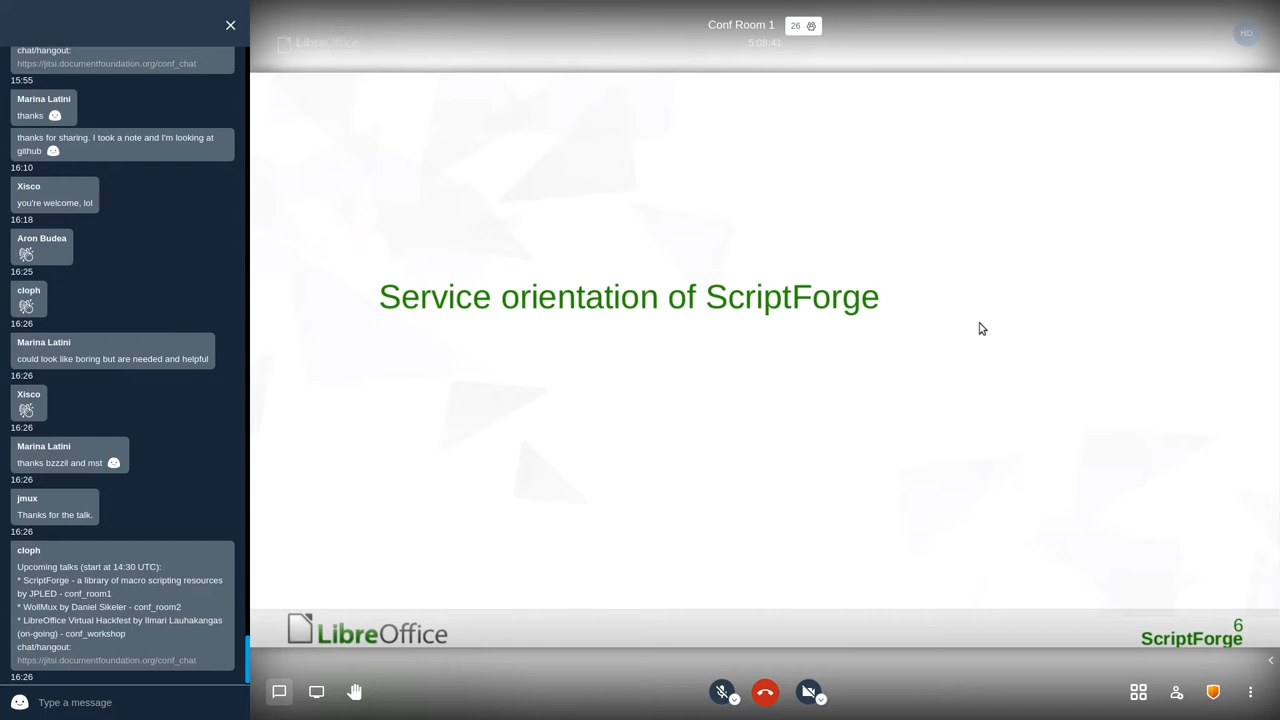 chat/hangout:
https://jitsi.documentfoundation.org/conf_chat
15:55
Marina Latini
thanks
thanks for sharing. I took a note and I'm looking at
github
16:10
Xisco
you're welcome, lol
16:18
Aron Budea
16:25
cloph
16:26
Marina Latini
could look like boring but are needed and helpful
16:26
Xisco
16:26
Marina Latini
thanks bzzzil and mst
16:26
jmux
Thanks for the talk.
16:26
cloph
Upcoming talks (start at 14:30 UTC):
* ScriptForge - a library of macro scripting resources
by JPLED - conf_room1
* WollMux by Daniel Sikeler - conf_room2
* LibreOffice Virtual Hackfest by Ilmari Lauhakangas
(on-going) - conf_workshop
chat/hangout:
https://jitsi.documentfoundation.org/conf_chat
16:26
Type a message
LibreOffice
Conf Room 1
26
5:08:41
HD
Service orientation of ScriptForge
LibreOffice
6
ScriptForge